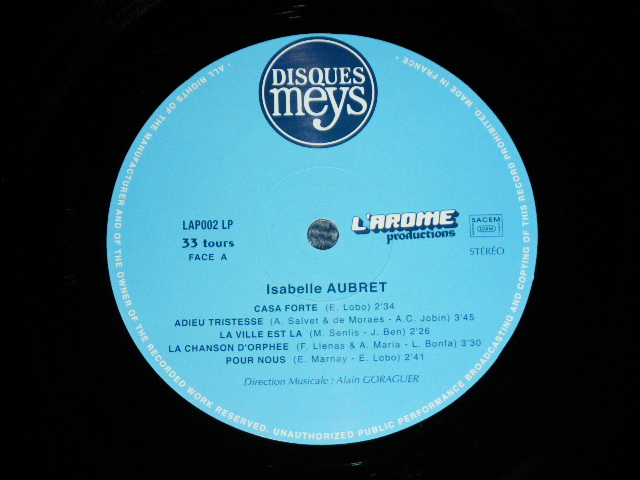 DISQUES
meys
• ALL RIGHTS OF THE MANUFACTURER AND OF THE OWNER OF THE RECORDED WORK RESERVED. UNAUTHORIZED PUBLIC PERFORMANCE BROADCASTING AND COPYING OF THIS RECORD PROHIBITED. MADE IN FRANCE •
LAP002 LP
33 tours
FACE A
L'AROME
productions
SACEM
STÉRÉO
Isabelle AUBRET
CASA FORTE (E. Lobo) 2'34
ADIEU TRISTESSE (A. Salvet & de Moraes - A.C. Jobin) 3'45
LA VILLE EST LA (M. Senlis - J. Ben) 2'26
LA CHANSON D'ORPHEE (F. Llenas & A. Maria - L. Bonfa) 3'30
POUR NOUS (E. Marnay - E. Lobo) 2'41
Direction Musicale : Alain GORAGUER